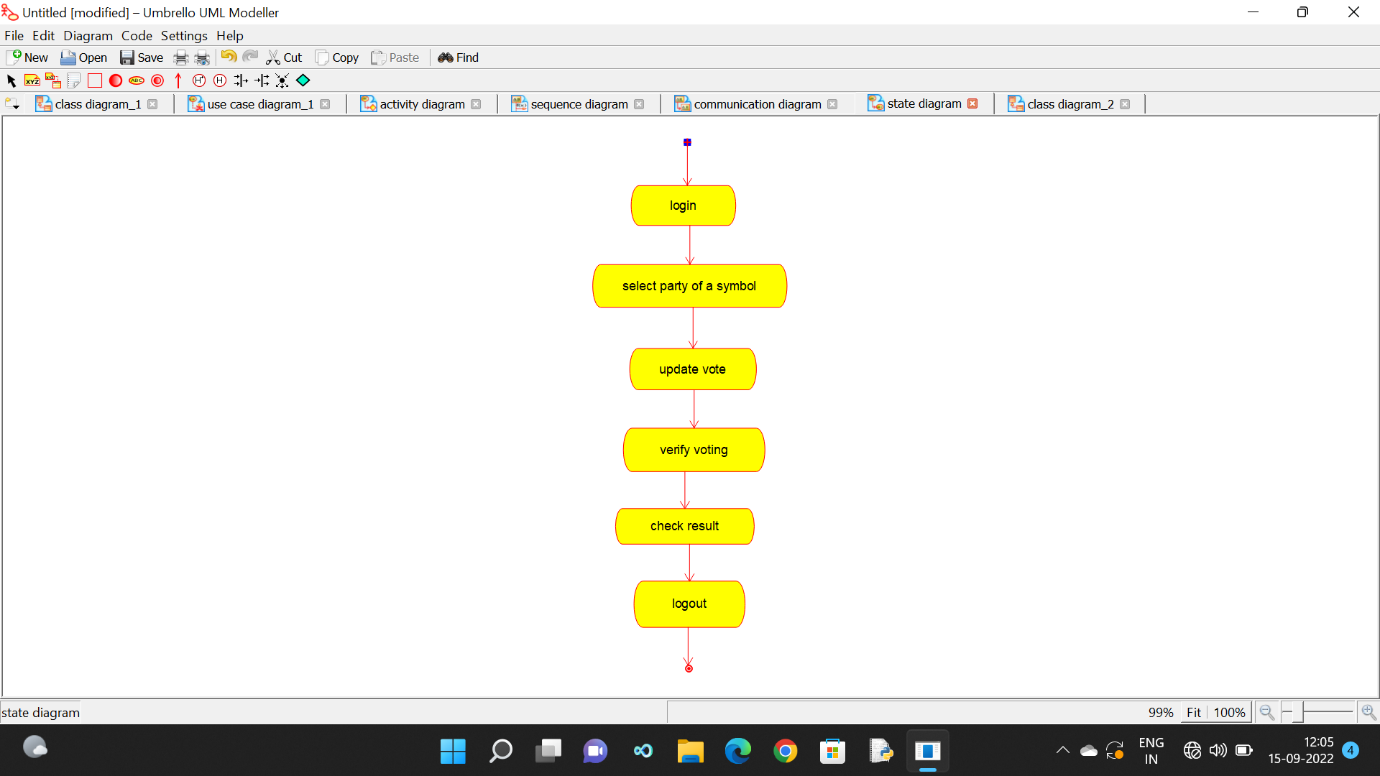 Untitled [modified] – Umbrello UML Modeller
File Edit Diagram Code Settings Help
New Open Save Cut Copy Paste Find
class diagram_1 use case diagram_1 activity diagram sequence diagram communication diagram state diagram class diagram_2
login
select party of a symbol
update vote
verify voting
check result
logout
state diagram 99% Fit 100%
ENG
IN
12:05
15-09-2022
4